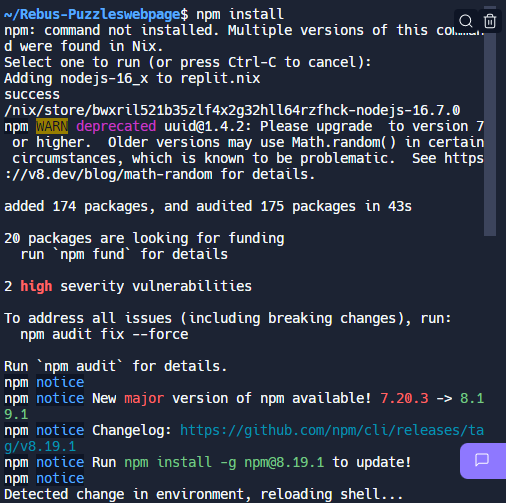 ~/Rebus-Puzzleswebpage$ npm install
npm: command not installed. Multiple versions of this comman
d were found in Nix.
Select one to run (or press Ctrl-C to cancel):
Adding nodejs-16_x to replit.nix
success
/nix/store/bwxril521b35zlf4x2g32hll64rzfhck-nodejs-16.7.0
npm WARN deprecated uuid@1.4.2: Please upgrade  to version 7
 or higher.  Older versions may use Math.random() in certain
 circumstances, which is known to be problematic.  See https
://v8.dev/blog/math-random for details.
added 174 packages, and audited 175 packages in 43s
20 packages are looking for funding
  run `npm fund` for details
2 high severity vulnerabilities
To address all issues (including breaking changes), run:
  npm audit fix --force
Run `npm audit` for details.
npm notice
npm notice New major version of npm available! 7.20.3 -> 8.1
9.1
npm notice Changelog: https://github.com/npm/cli/releases/ta
g/v8.19.1
npm notice Run npm install -g npm@8.19.1 to update!
npm notice
Detected change in environment, reloading shell...